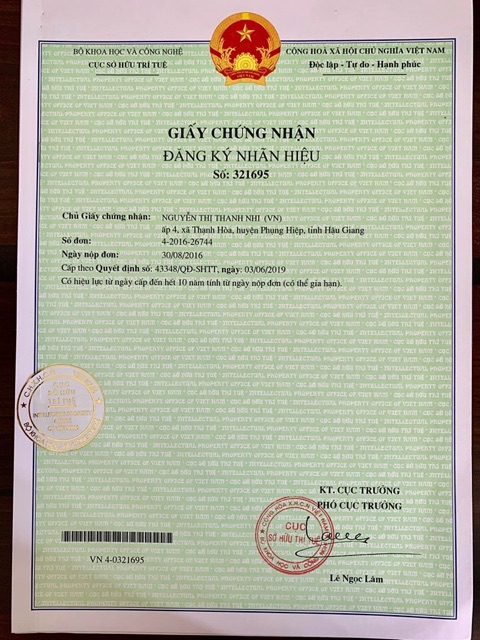 BỘ KHOA HỌC VÀ CÔNG NGHỆ
CỤC SỞ HỮU TRÍ TUỆ
CỘNG HOÀ XÃ HỘI CHỦ NGHĨA VIỆT NAM
Độc lập - Tự do - Hạnh phúc
GIẤY CHỨNG NHẬN
ĐĂNG KÝ NHÃN HIỆU
Số: 321695
Chủ Giấy chứng nhận: NGUYỄN THỊ THANH NHI (VN)
ấp 4, xã Thạnh Hòa, huyện Phụng Hiệp, tỉnh Hậu Giang
Số đơn: 4-2016-26744
Ngày nộp đơn: 30/08/2016
Cấp theo Quyết định số: 43348/QĐ-SHTT, ngày: 03/06/2019
Có hiệu lực từ ngày cấp đến hết 10 năm tính từ ngày nộp đơn (có thể gia hạn).
KT. CỤC TRƯỞNG
PHÓ CỤC TRƯỞNG
CỤC
SỞ HỮU TRÍ TUỆ
Lê Ngọc Lâm
VN 4-0321695